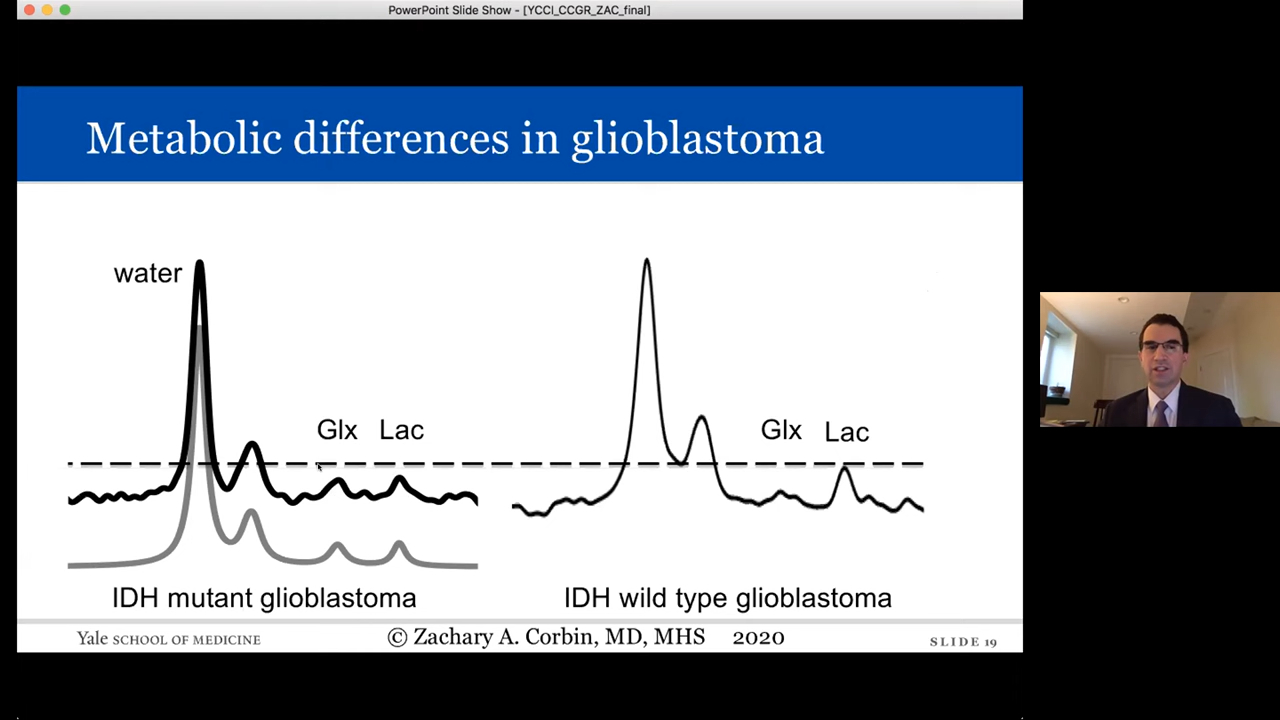 PowerPoint Slide Show - [YCCI_CCGR_ZAC_final]
Metabolic differences in glioblastoma
water
Glx Lac
Glx Lac
IDH mutant glioblastoma
IDH wild type glioblastoma
Yale SCHOOL OF MEDICINE
© Zachary A. Corbin, MD, MHS 2020
SLIDE 19